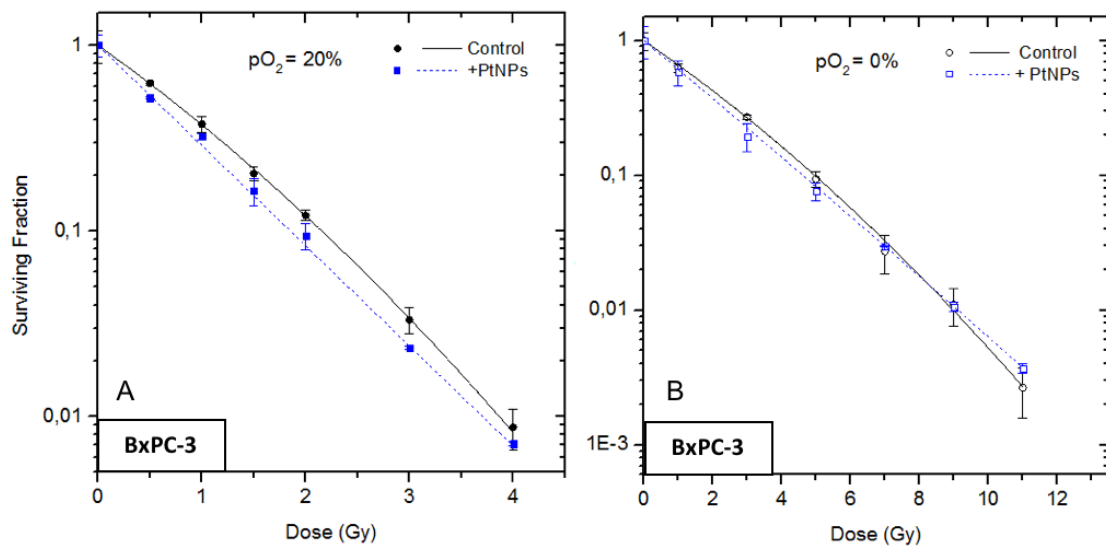 pO2 = 20%
Control
+PtNPs
1
0,1
0,01
Surviving Fraction
A
BxPC-3
0 1 2 3 4
Dose (Gy)
pO2 = 0%
Control
+ PtNPs
1
0,1
0,01
1E-3
B
BxPC-3
0 2 4 6 8 10 12
Dose (Gy)